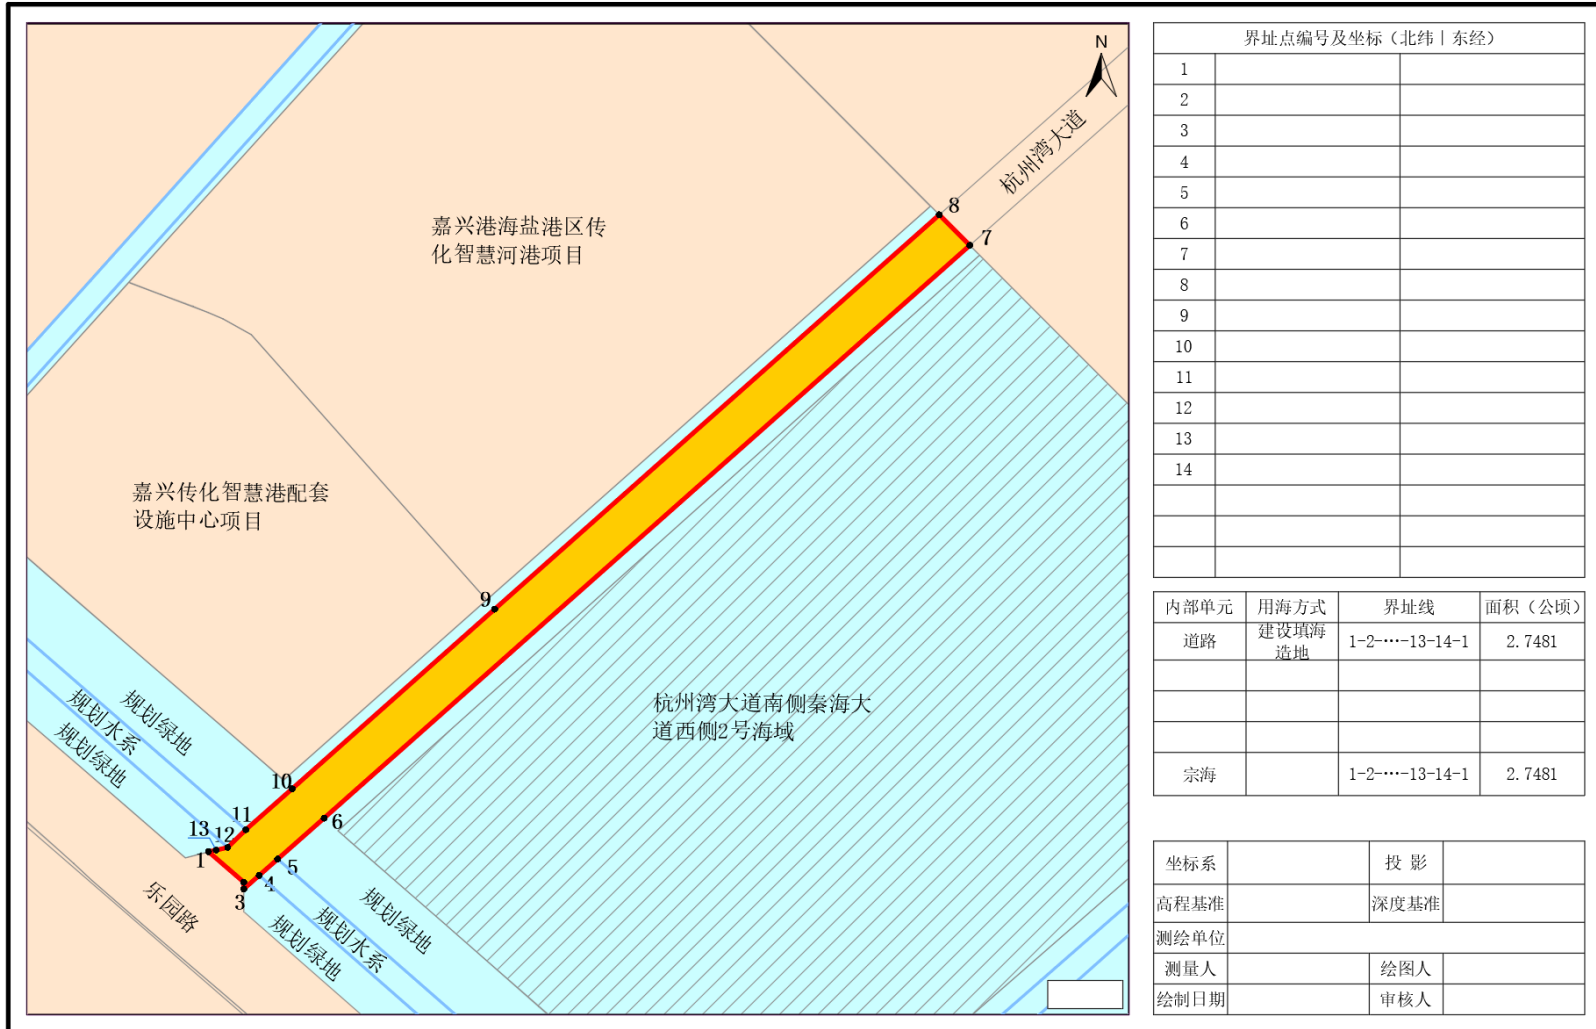 N
杭州湾大道
8
7
嘉兴港海盐港区传
化智慧河港项目
嘉兴传化智慧港配套
设施中心项目
9
杭州湾大道南侧秦海大
道西侧2号海域
规划绿地
规划水系
规划绿地
10
11
13
12
1
6
5
4
3
乐园路
规划绿地
规划水系
规划绿地
界址点编号及坐标（北纬｜东经）
1
2
3
4
5
6
7
8
9
10
11
12
13
14
内部单元 用海方式 界址线 面积（公顷）
道路 建设填海造地 1-2-…-13-14-1 2.7481
宗海 1-2-…-13-14-1 2.7481
坐标系 投 影
高程基准 深度基准
测绘单位
测量人 绘图人
绘制日期 审核人